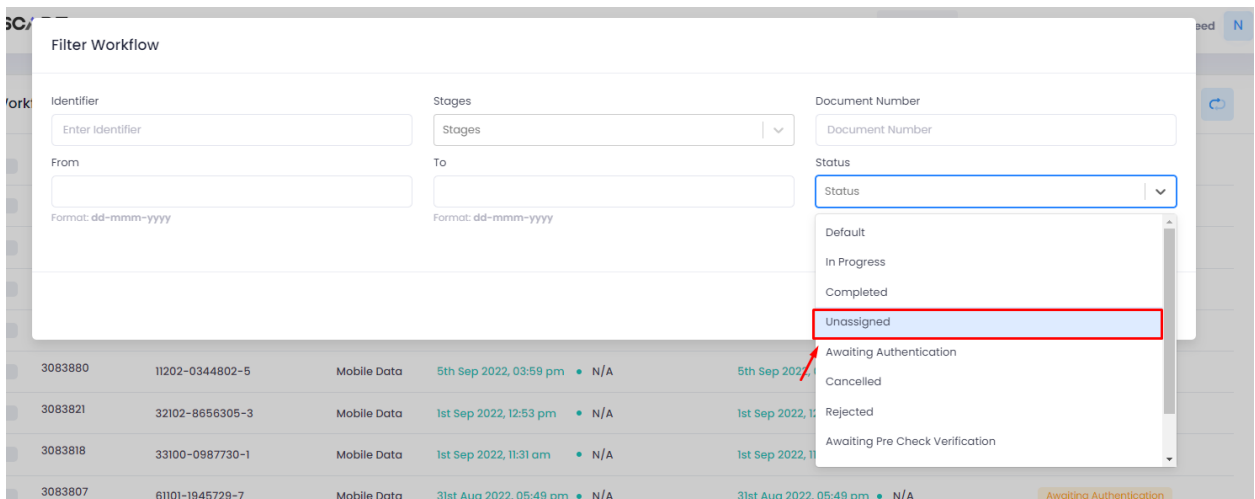 Filter Workflow
eed N
Identifier Stages Document Number
Enter Identifier Stages Document Number
From To Status
Status
Format: dd-mmm-yyyy Format: dd-mmm-yyyy
Default
In Progress
Completed
Unassigned
Awaiting Authentication
Cancelled
Rejected
Awaiting Pre Check Verification
3083880 11202-0344802-5 Mobile Data 5th Sep 2022, 03:59 pm N/A 5th Sep 2022,
3083821 32102-8656305-3 Mobile Data 1st Sep 2022, 12:53 pm N/A 1st Sep 2022, 12
3083818 33100-0987730-1 Mobile Data 1st Sep 2022, 11:31 am N/A 1st Sep 2022, 11
3083807 61101-1945729-7 Mobile Data 31st Aug 2022, 05:49 pm N/A 31st Aug 2022, 05:49 pm N/A Awaiting Authentication